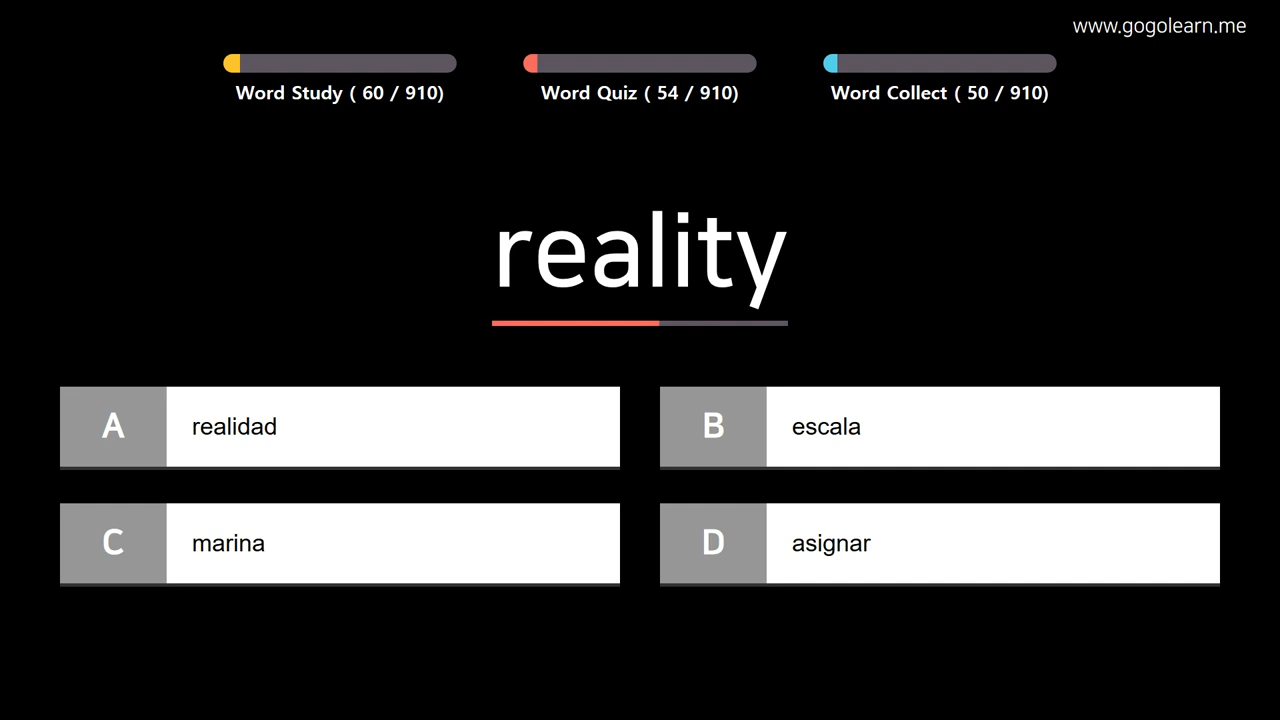 www.gogolearn.me
Word Study ( 60 / 910)
Word Quiz ( 54 / 910)
Word Collect ( 50 / 910)
reality
A realidad
B escala
C marina
D asignar